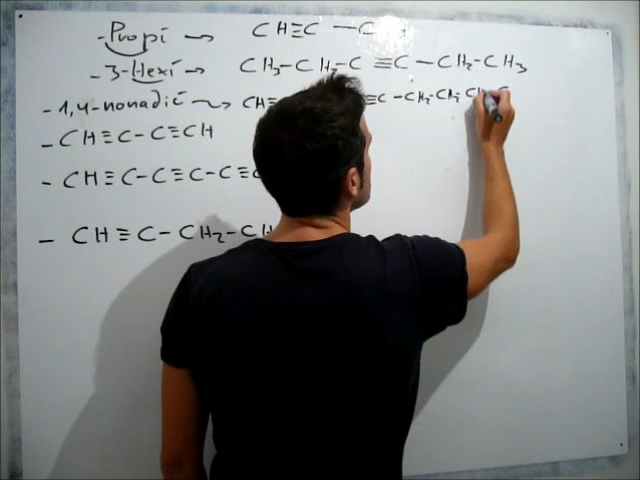 - Propí → CH≡C — C
- 3-Hexí → CH3-CH2-C≡C-CH2-CH3
- 1,4-nonadií → CH≡ ≡C-CH2-CH2
- CH≡C-C≡CH
- CH≡C-C≡C-C≡C
- CH≡C-CH2-CH